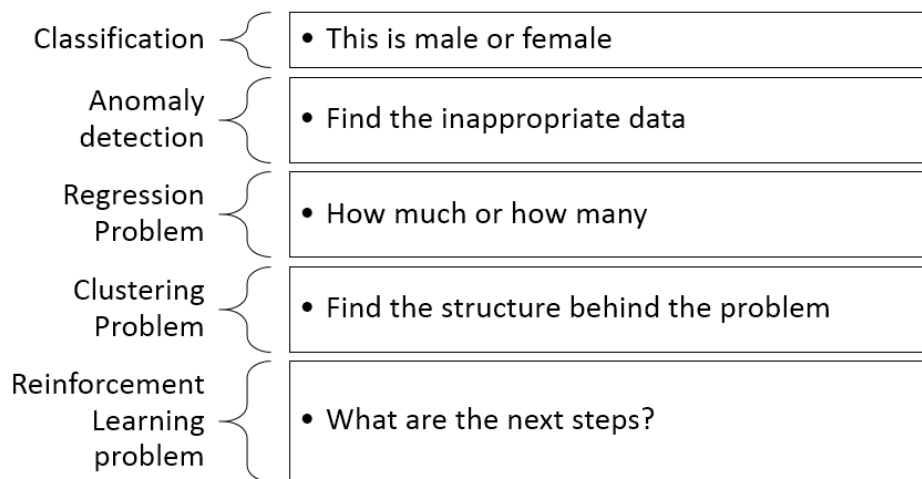 Classification
• This is male or female
Anomaly
detection
• Find the inappropriate data
Regression
Problem
• How much or how many
Clustering
Problem
• Find the structure behind the problem
Reinforcement
Learning
problem
• What are the next steps?